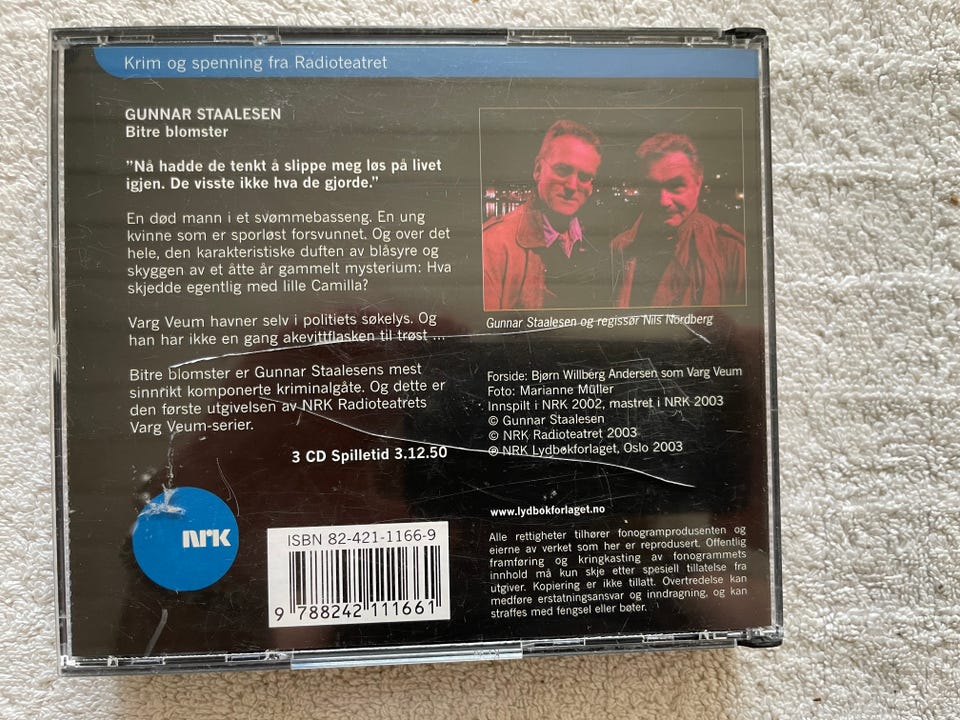 Krim og spenning fra Radioteatret
GUNNAR STAALESEN
Bitre blomster
"Nå hadde de tenkt å slippe meg løs på livet
igjen. De visste ikke hva de gjorde."
En død mann i et svømmebasseng. En ung
kvinne som er sporløst forsvunnet. Og over det
hele, den karakteristiske duften av blåsyre og
skyggen av et åtte år gammelt mysterium: Hva
skjedde egentlig med lille Camilla?
Varg Veum havner selv i politiets søkelys. Og
han har ikke en gang akevittflasken til trøst ...
Bitre blomster er Gunnar Staalesens mest
sinnrikt komponerte kriminalgåte. Og dette er
den første utgivelsen av NRK Radioteatrets
Varg Veum-serier.
3 CD Spilletid 3.12.50
nrk
ISBN 82-421-1166-9
9 788242 111661
Gunnar Staalesen og regissør Nils Nordberg
Forside: Bjørn Willberg Andersen som Varg Veum
Foto: Marianne Müller
Innspilt i NRK 2002, mastret i NRK 2003
© Gunnar Staalesen
© NRK Radioteatret 2003
℗ NRK Lydbokforlaget, Oslo 2003
www.lydbokforlaget.no
Alle rettigheter tilhører fonogramprodusenten og
eierne av verket som her er reprodusert. Offentlig
framføring og kringkasting av fonogrammets
innhold må kun skje etter spesiell tillatelse fra
utgiver. Kopiering er ikke tillatt. Overtredelse kan
medføre erstatningsansvar og inndragning, og kan
straffes med fengsel eller bøter.